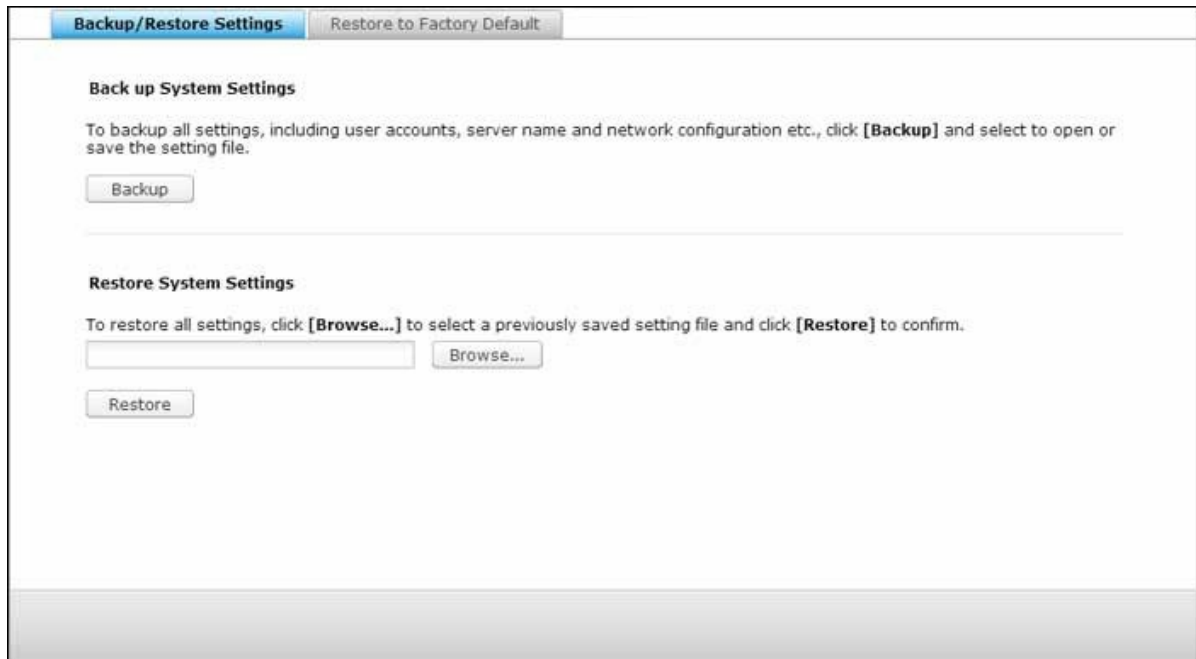 Backup/Restore Settings
Restore to Factory Default
Back up System Settings
To backup all settings, including user accounts, server name and network configuration etc., click [Backup] and select to open or
save the setting file.
Backup
Restore System Settings
To restore all settings, click [Browse...] to select a previously saved setting file and click [Restore] to confirm.
Browse...
Restore